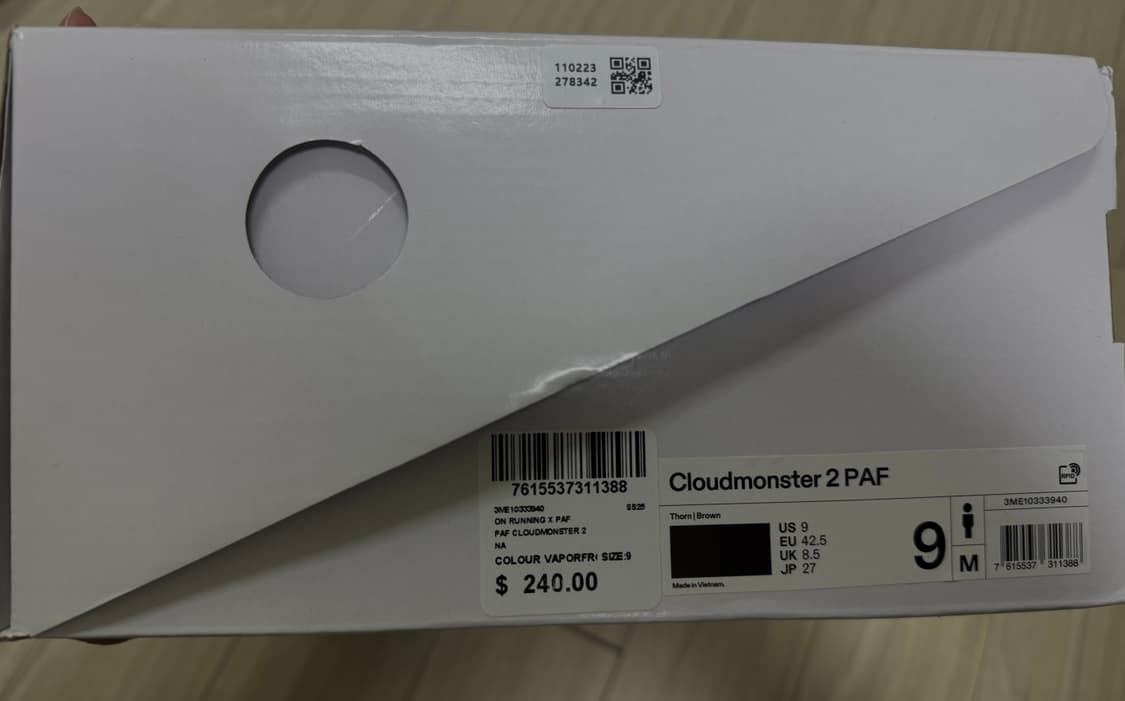 110223
278342
7615537311388
3ME10333940 SS25
ON RUNNING X PAF
PAF CLOUDMONSTER 2
NA
COLOUR VAPORFR SIZE:9
$ 240.00
Cloudmonster 2 PAF
RFID
Thorn | Brown
US 9
EU 42.5
UK 8.5
JP 27
Made in Vietnam.
9
M
3ME10333940
7 615537 311388